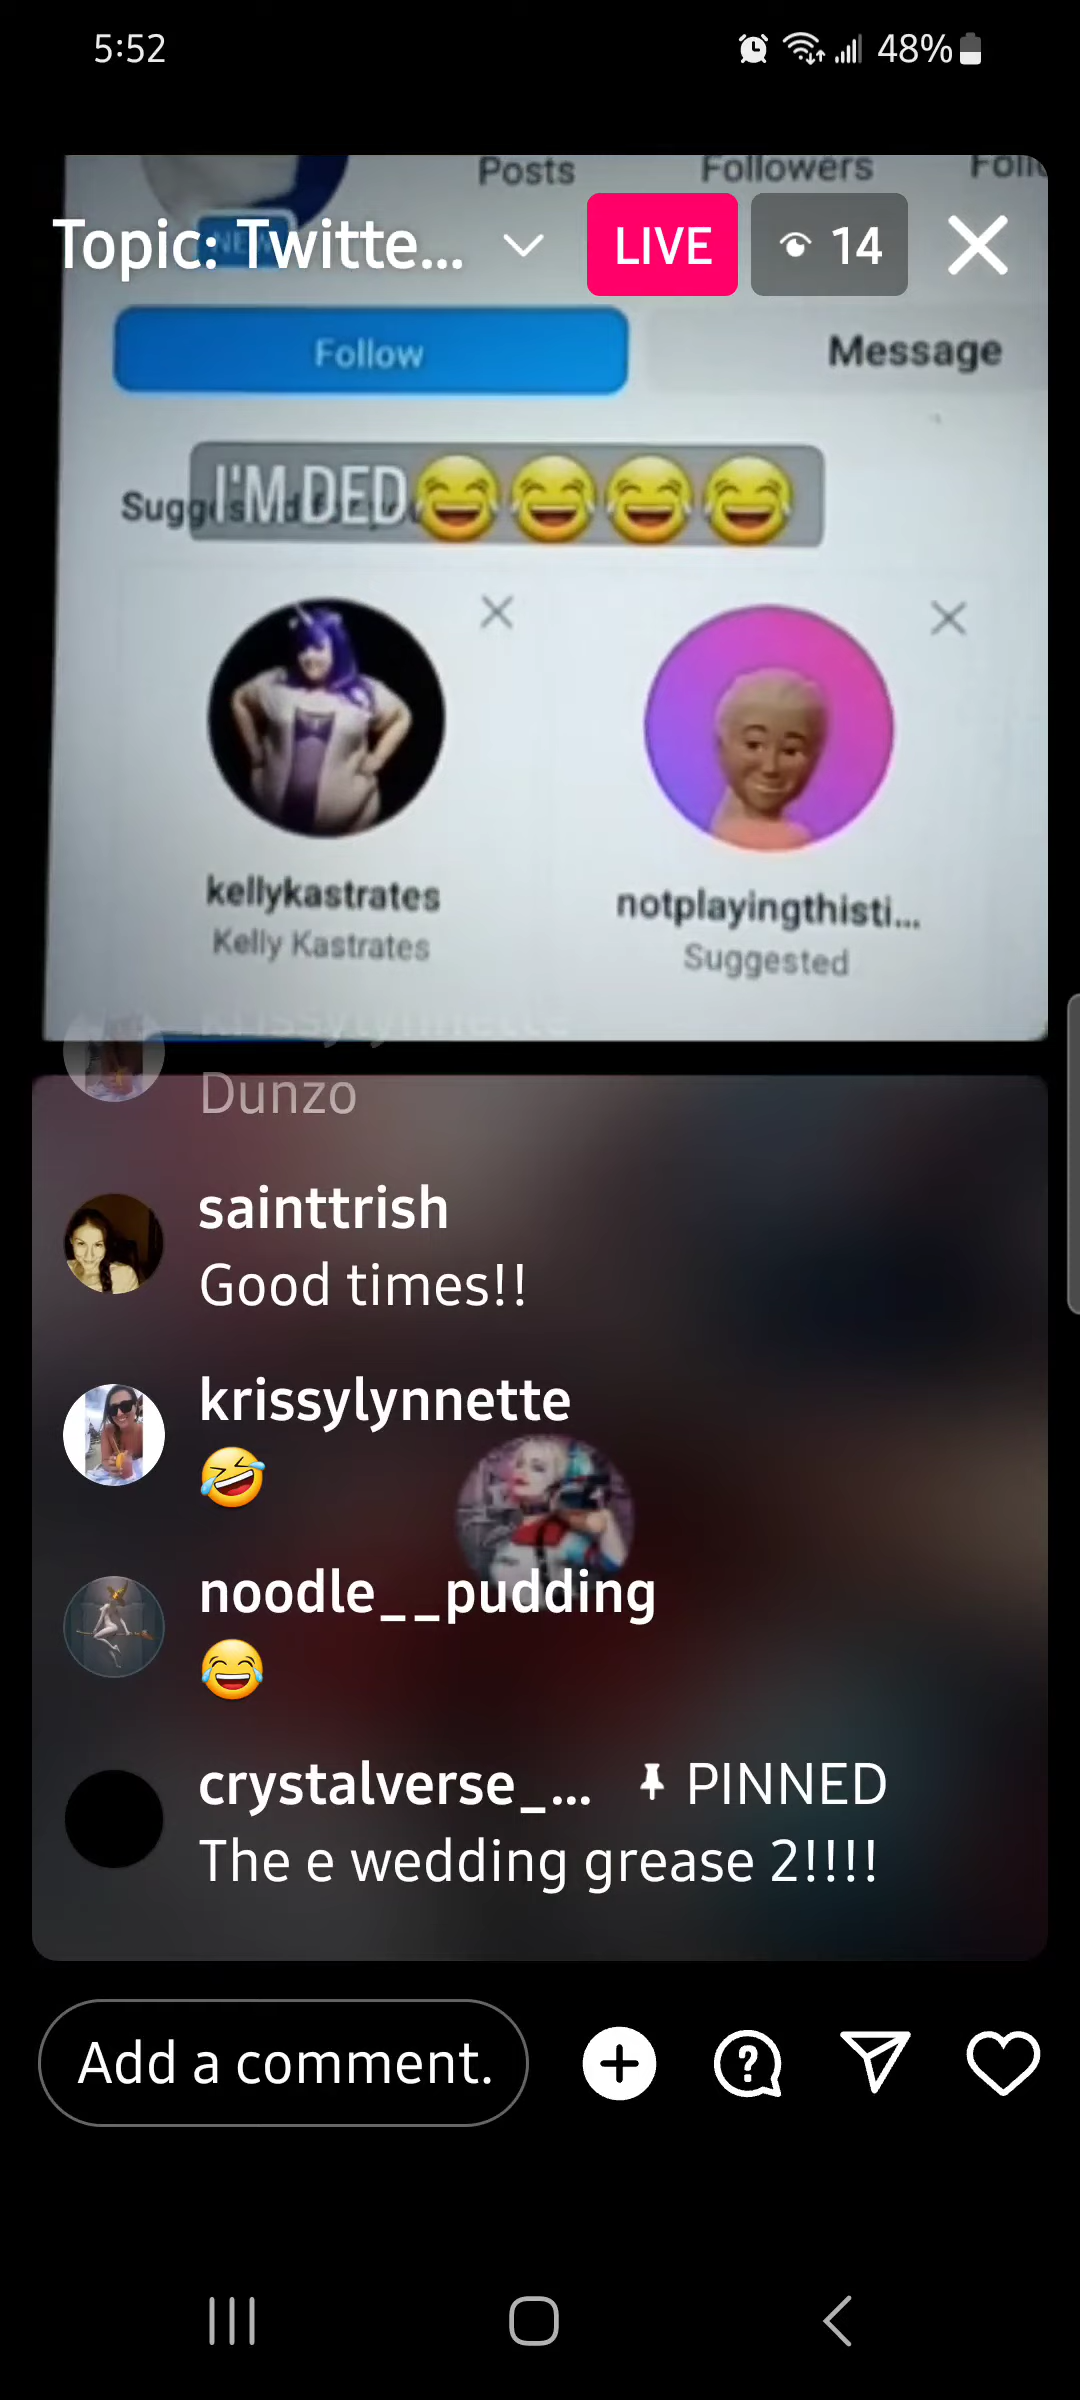 5:52
48%
Posts
Followers
Topic: Twitte...
LIVE
14
Follow
Message
I'M DED😂😂😂😂
kellykastrates
Kelly Kastrates
notplayingthisti...
Suggested
krissylynnette
Dunzo
sainttrish
Good times!!
krissylynnette
🤣
noodle__pudding
😂
crystalverse_... PINNED
The e wedding grease 2!!!!
Add a comment.